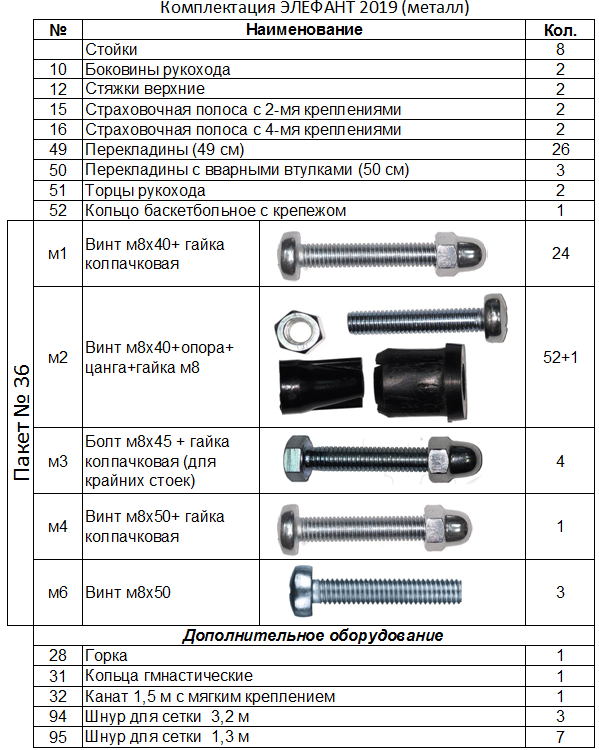 Комплектация ЭЛЕФАНТ 2019 (металл)
№ Наименование Кол.
Стойки 8
10 Боковины рукохода 2
12 Стяжки верхние 2
15 Страховочная полоса с 2-мя креплениями 2
16 Страховочная полоса с 4-мя креплениями 2
49 Перекладины (49 см) 26
50 Перекладины с вварными втулками (50 см) 3
51 Торцы рукохода 2
52 Кольцо баскетбольное с крепежом 1
Пакет № 36
м1 Винт м8х40+ гайка
колпачковая 24
м2 Винт м8х40+опора+
цанга+гайка м8 52+1
м3 Болт м8х45 + гайка
колпачковая (для
крайних стоек) 4
м4 Винт м8х50+ гайка
колпачковая 1
м6 Винт м8х50 3
Дополнительное оборудование
28 Горка 1
31 Кольца гмнастические 1
32 Канат 1,5 м с мягким креплением 1
94 Шнур для сетки 3,2 м 3
95 Шнур для сетки 1,3 м 7